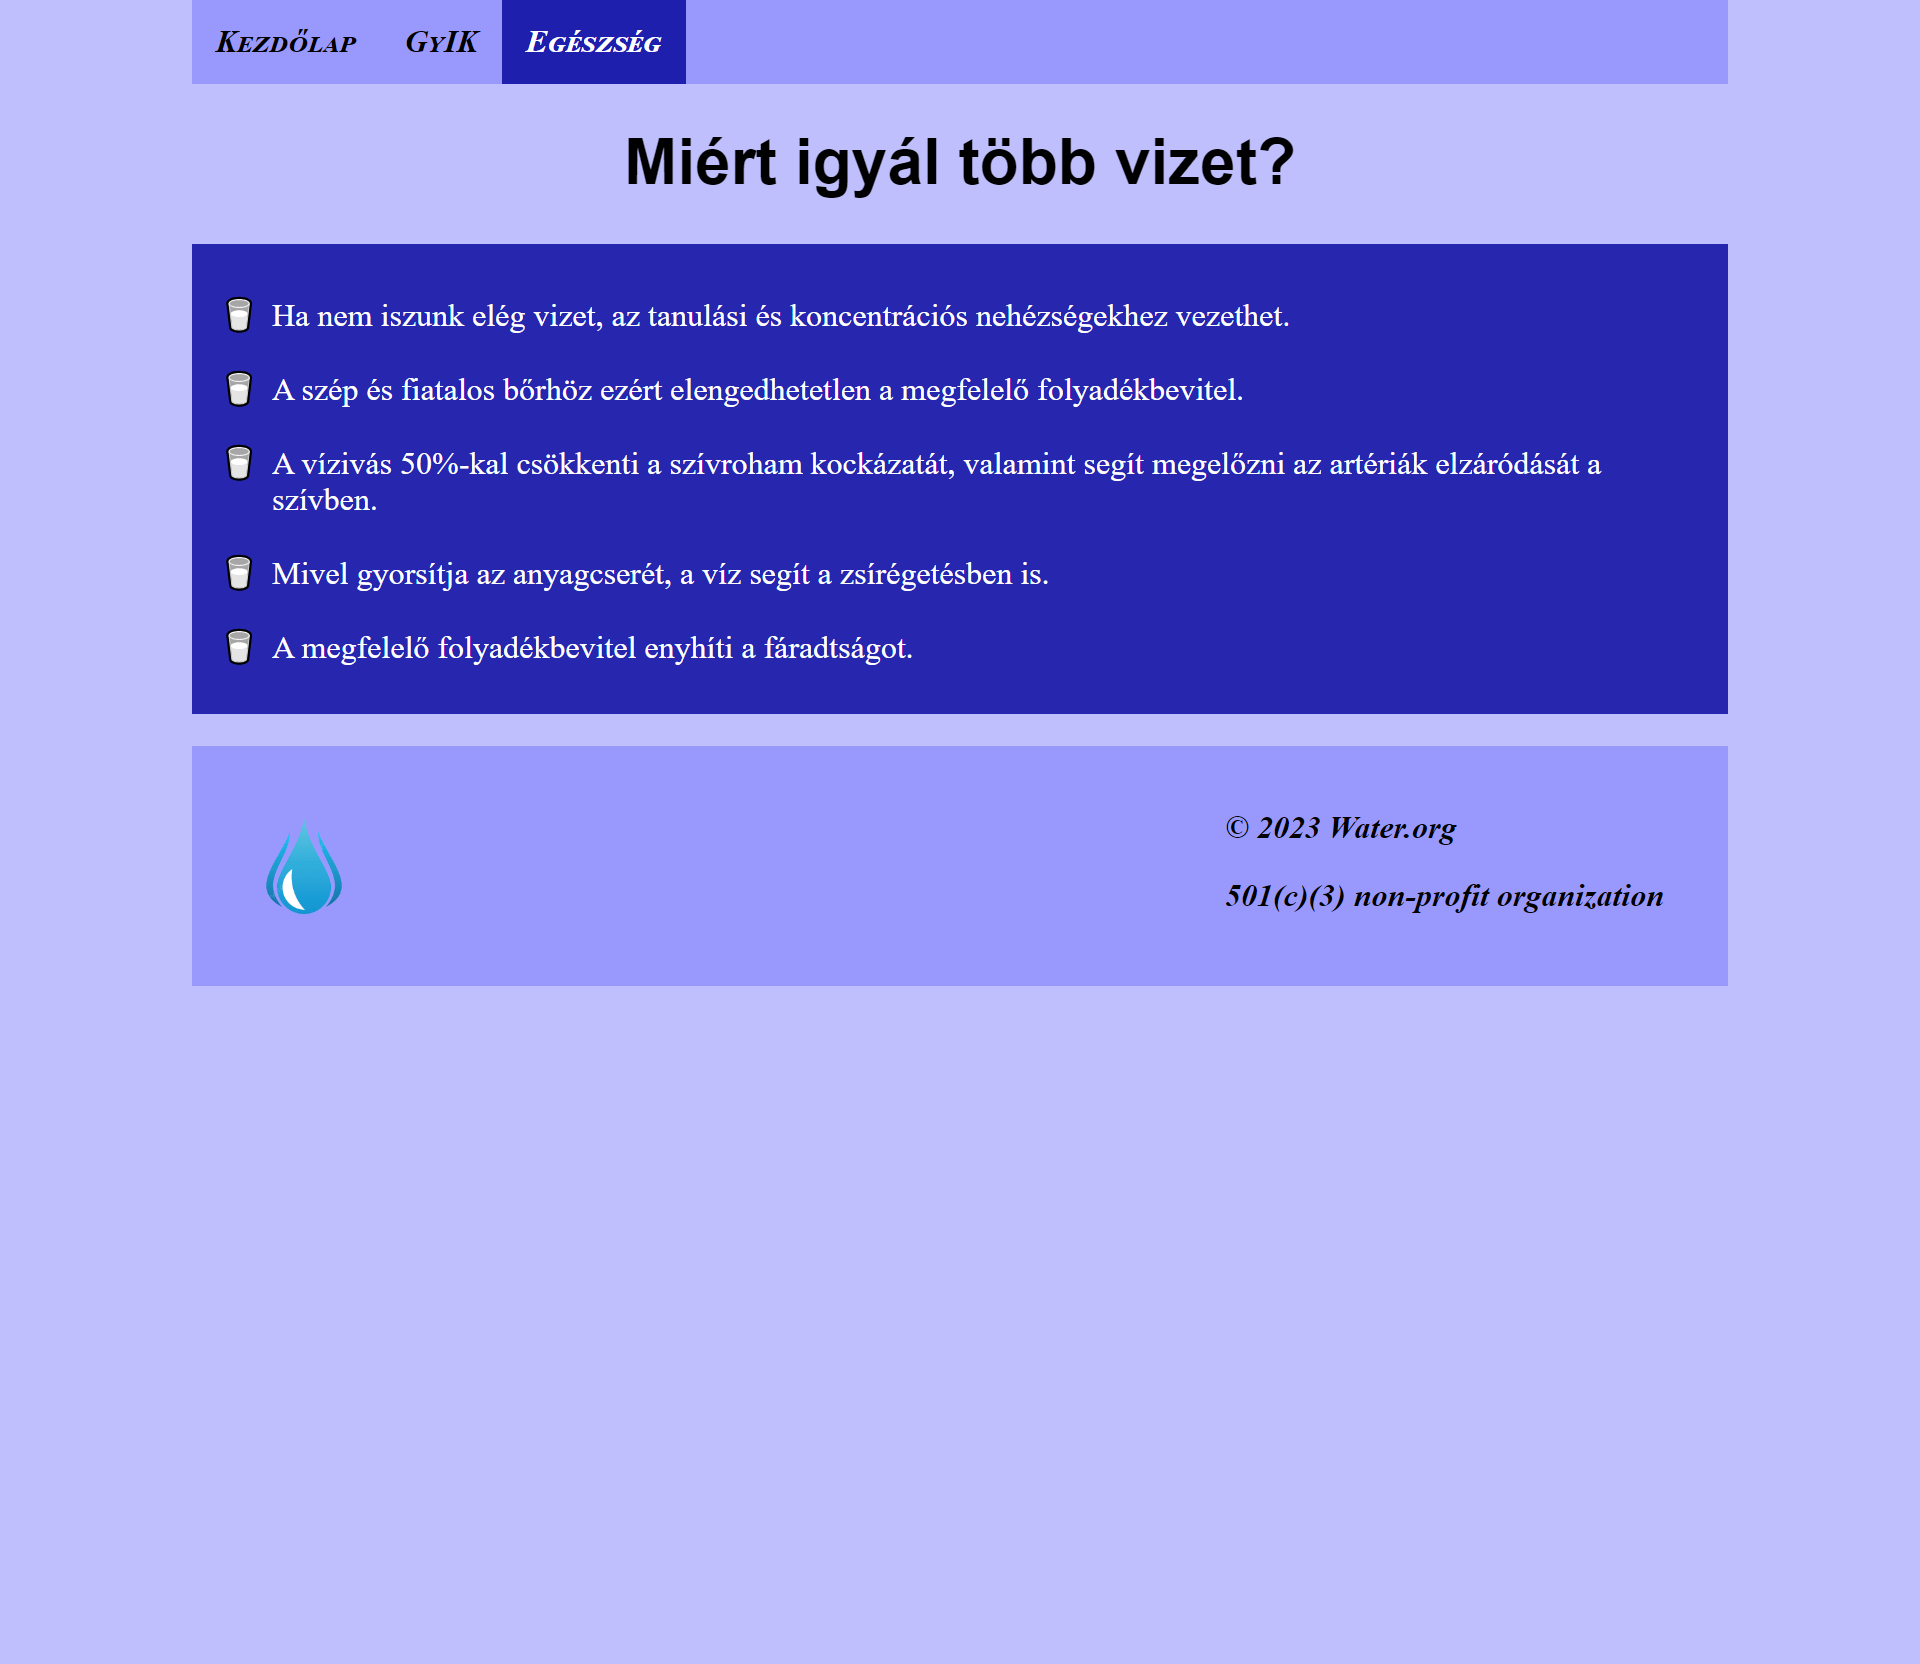 Kezdőlap GyIK Egészség
Miért igyál több vizet?
Ha nem iszunk elég vizet, az tanulási és koncentrációs nehézségekhez vezethet.
A szép és fiatalos bőrhöz ezért elengedhetetlen a megfelelő folyadékbevitel.
A vízivás 50%-kal csökkenti a szívroham kockázatát, valamint segít megelőzni az artériák elzáródását a
szívben.
Mivel gyorsítja az anyagcserét, a víz segít a zsírégetésben is.
A megfelelő folyadékbevitel enyhíti a fáradtságot.
© 2023 Water.org
501(c)(3) non-profit organization